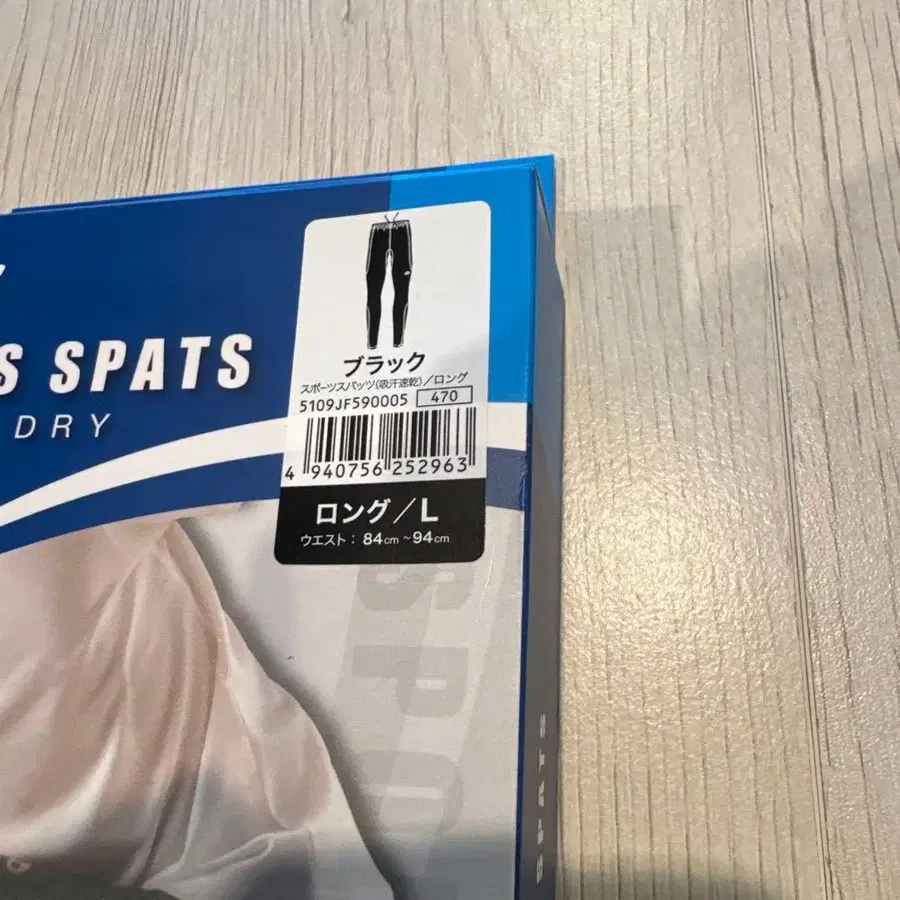 S SPATS
DRY
ブラック
スポーツスパッツ(吸汗速乾)/ロング
5109JF590005 470
4 940756 252963
ロング/L
ウエスト: 84cm~94cm
SPO
SPATS